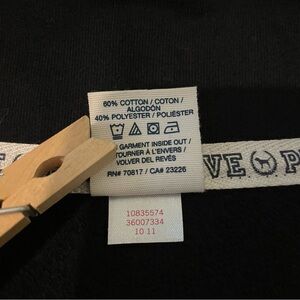 60% COTTON / COTON /
ALGODÓN
40% POLYESTER / POLIÉSTER
GARMENT INSIDE OUT /
TOURNER À L'ENVERS /
VOLVER DEL REVÉS
RN# 70817 / CA# 23226
VE P
10835574
36007334
10 11